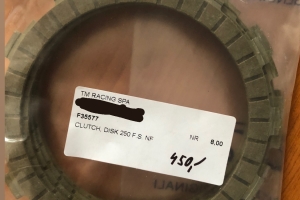 TM RACING SPA
F35577
CLUTCH, DISK 250 F.S. NF
NR 8,00
450,-